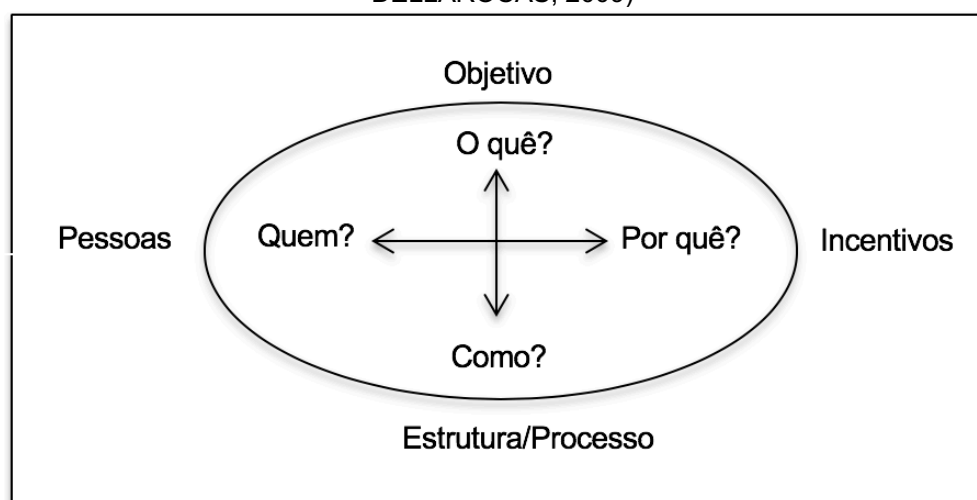 Objetivo
O quê?
Pessoas Quem? Por quê? Incentivos
Como?
Estrutura/Processo